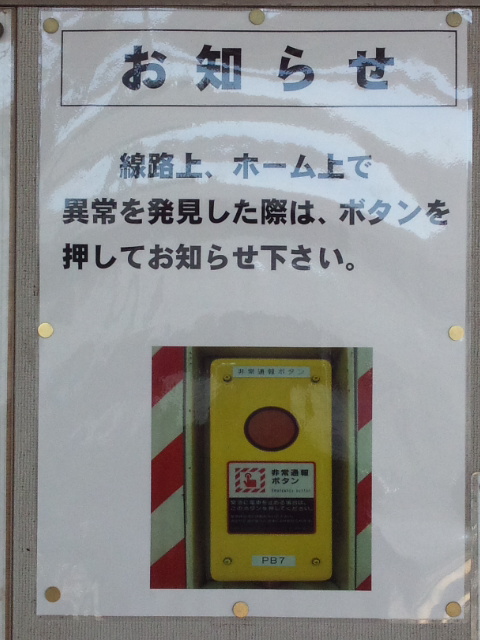 お知らせ
線路上、ホーム上で
異常を発見した際は、ボタンを
押してお知らせ下さい。
非常通報ボタン
非常通報
ボタン
PB7